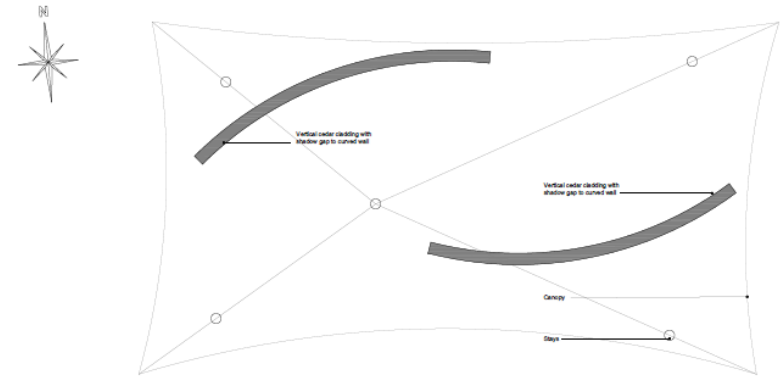 N
Vertical cedar cladding with
shadow gap to curved wall
Vertical cedar cladding with
shadow gap to curved wall
Canopy
Stays